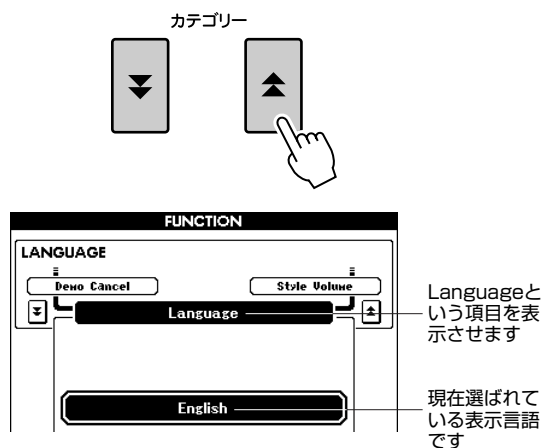 カテゴリー
FUNCTION
LANGUAGE
Demo Cancel
Style Volume
Language
English
Languageと
いう項目を表
示させます
現在選ばれて
いる表示言語
です